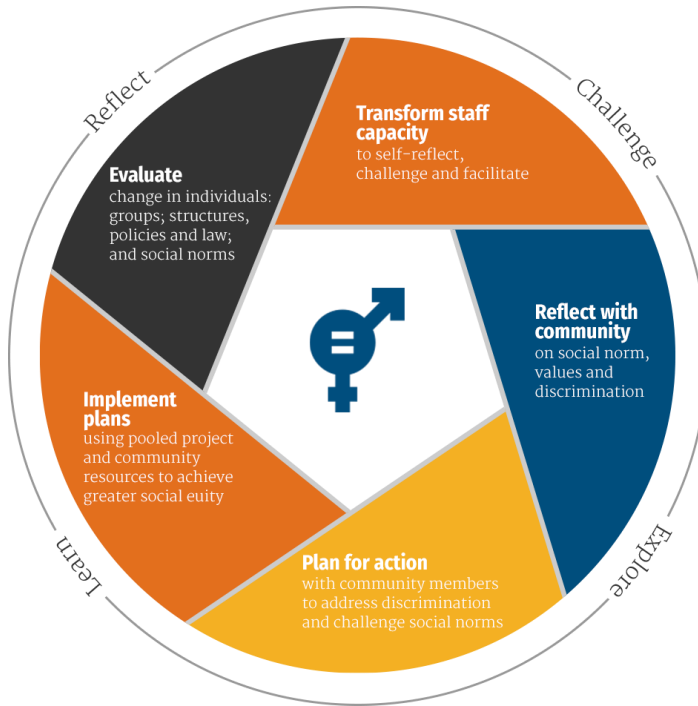 Reflect
Challenge
Transform staff
capacity
to self-reflect,
challenge and facilitate
Reflect with
community
on social norm,
values and
discrimination
Explore
Plan for action
with community members
to address discrimination
and challenge social norms
Learn
Implement
plans
using pooled project
and community
resources to achieve
greater social euity
Evaluate
change in individuals:
groups; structures,
policies and law;
and social norms